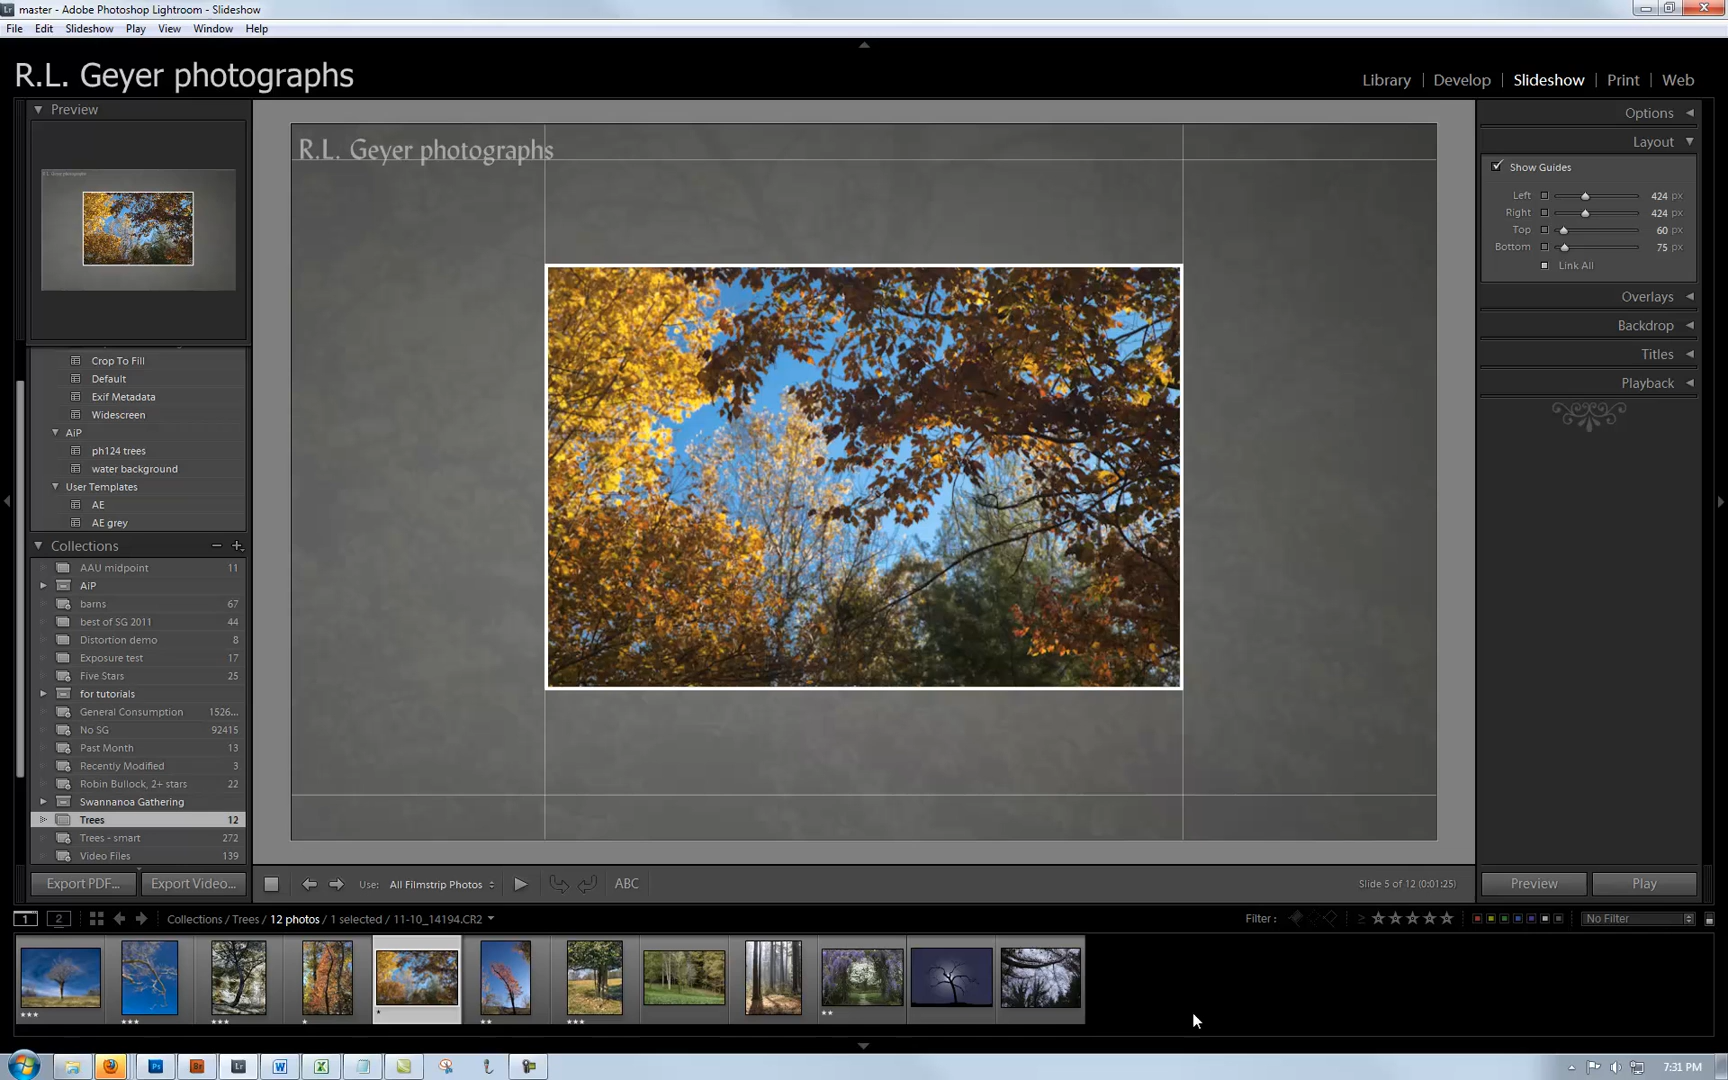 master - Adobe Photoshop Lightroom - Slideshow
File Edit Slideshow Play View Window Help
R.L. Geyer photographs
Library | Develop | Slideshow | Print | Web
Preview
Crop To Fill
Default
Exif Metadata
Widescreen
AiP
ph124 trees
water background
User Templates
AE
AE grey
Collections
AAU midpoint 11
AiP
barns 67
best of SG 2011 44
Distortion demo 8
Exposure test 17
Five Stars 25
for tutorials
General Consumption 1526...
No SG 92415
Past Month 13
Recently Modified 3
Robin Bullock, 2+ stars 22
Swannanoa Gathering
Trees 12
Trees - smart 272
Video Files 139
Export PDF... Export Video...
R.L. Geyer photographs
Options
Layout
Show Guides
Left 424 px
Right 424 px
Top 60 px
Bottom 75 px
Link All
Overlays
Backdrop
Titles
Playback
Use: All Filmstrip Photos ABC Slide 5 of 12 (0:01:25)
Preview Play
1 2 Collections / Trees / 12 photos / 1 selected / 11-10_14194.CR2 Filter : No Filter
Ps Br Lr
7:31 PM